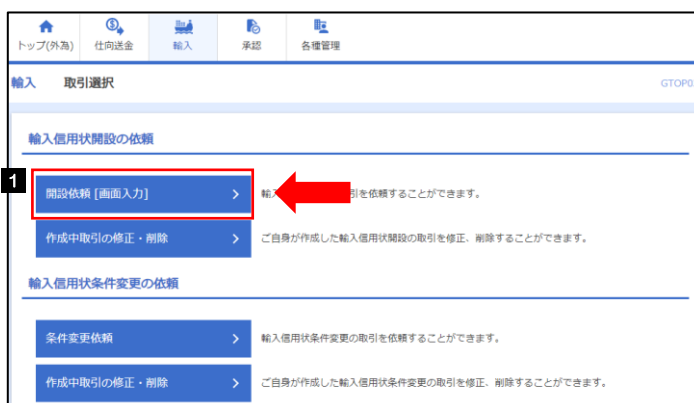 トップ(外為) 仕向送金 輸入 承認 各種管理
輸入 取引選択 GTOP0
輸入信用状開設の依頼
1
開設依頼 [画面入力] 引を依頼することができます。
作成中取引の修正・削除 ご自身が作成した輸入信用状開設の取引を修正、削除することができます。
輸入信用状条件変更の依頼
条件変更依頼 輸入信用状条件変更の取引を依頼することができます。
作成中取引の修正・削除 ご自身が作成した輸入信用状条件変更の取引を修正、削除することができます。